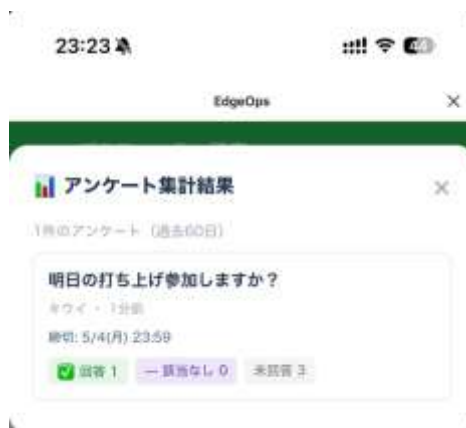 23:23
44
EdgeOps
アンケート集計結果
1件のアンケート（過去60日）
明日の打ち上げ参加しますか？
キウイ・1分前
締切: 5/4(月) 23:59
回答 1 — 該当なし 0 未回答 3